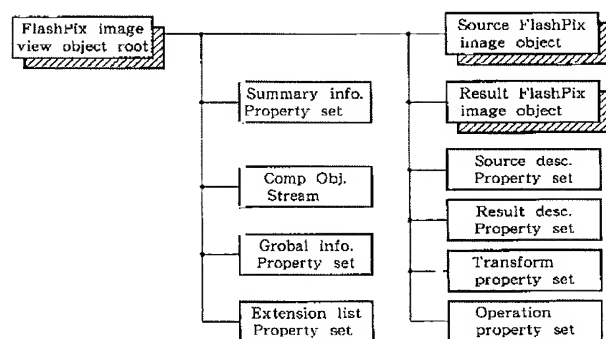 FlashPix image
view object root
Source FlashPix
image object
Summary info.
Property set
Result FlashPix
image object
Comp Obj.
Stream
Source desc.
Property set
Result desc.
Property set
Grobal info.
Property set
Transform
property set
Extension list
Property set
Operation
property set